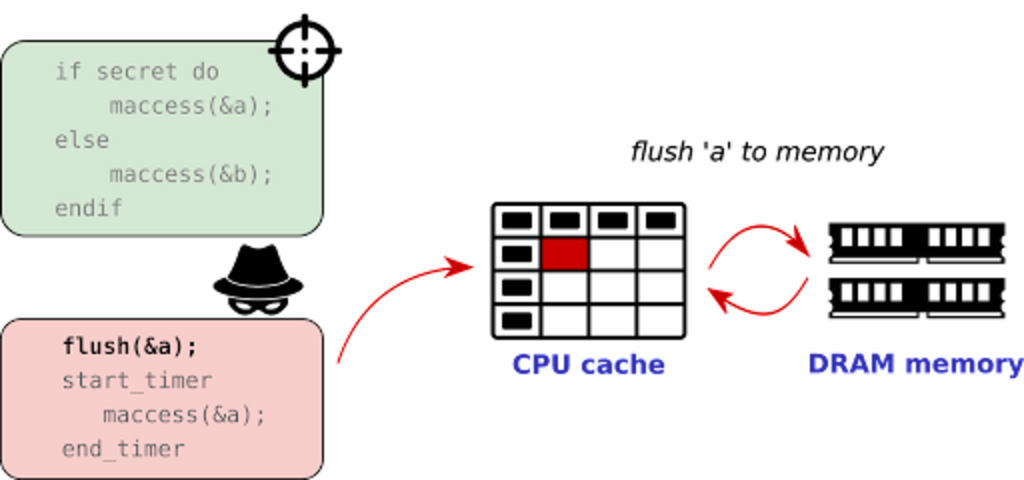 if secret do
    maccess(&a);
else
    maccess(&b);
endif
flush(&a);
start_timer
    maccess(&a);
end_timer
flush 'a' to memory
CPU cache
DRAM memory